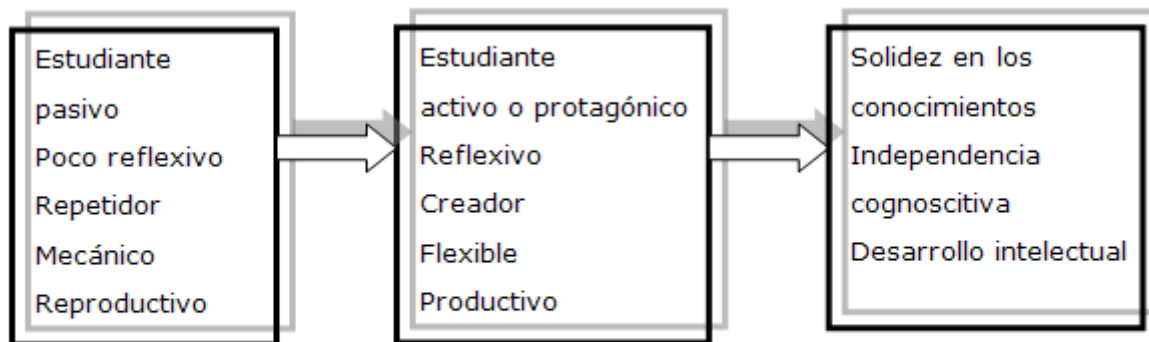 Estudiante
pasivo
Poco reflexivo
Repetidor
Mecánico
Reproductivo
Estudiante
activo o protagónico
Reflexivo
Creador
Flexible
Productivo
Solidez en los
conocimientos
Independencia
cognoscitiva
Desarrollo intelectual